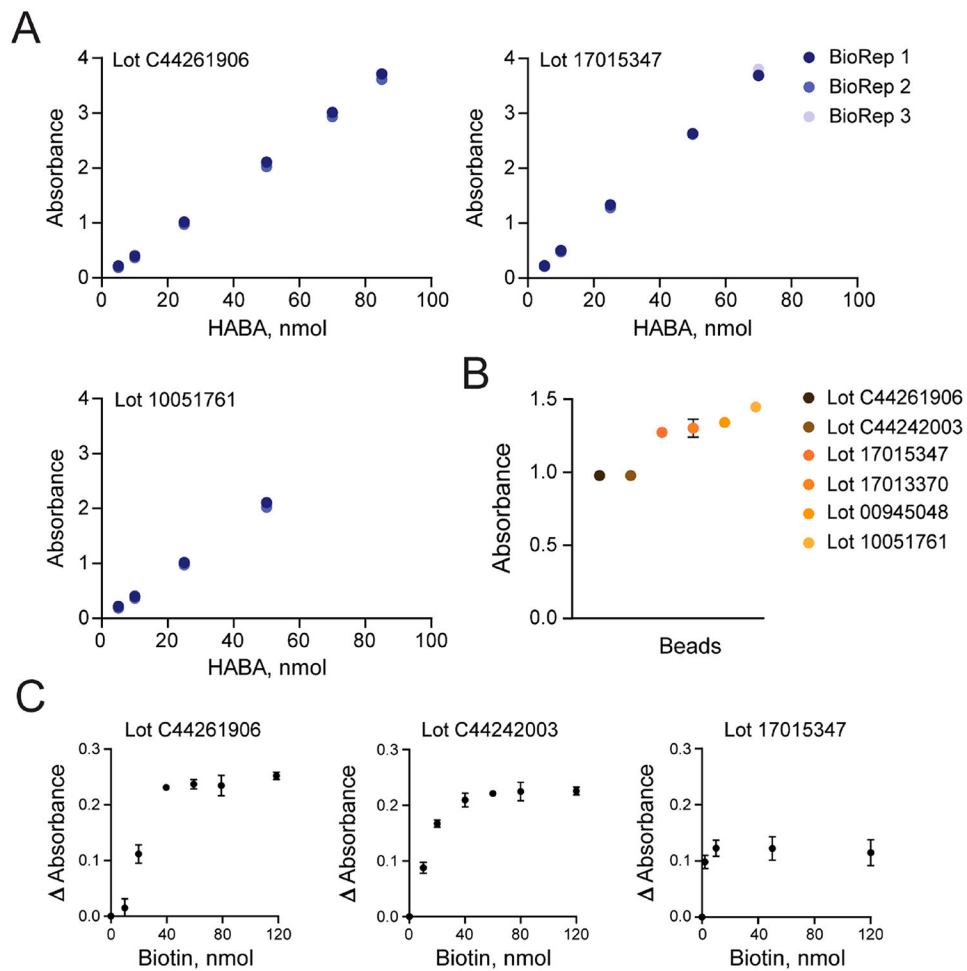 A
Lot C44261906
Absorbance
4
3
2
1
0
0 20 40 60 80 100
HABA, nmol
Lot 17015347
Absorbance
4
3
2
1
0
0 20 40 60 80 100
HABA, nmol
BioRep 1
BioRep 2
BioRep 3
Lot 10051761
Absorbance
4
3
2
1
0
0 20 40 60 80 100
HABA, nmol
B
Absorbance
1.5
1.0
0.5
0.0
Beads
Lot C44261906
Lot C44242003
Lot 17015347
Lot 17013370
Lot 00945048
Lot 10051761
C
Lot C44261906
Δ Absorbance
0.3
0.2
0.1
0.0
0 40 80 120
Biotin, nmol
Lot C44242003
Δ Absorbance
0.3
0.2
0.1
0.0
0 40 80 120
Biotin, nmol
Lot 17015347
Δ Absorbance
0.3
0.2
0.1
0.0
0 40 80 120
Biotin, nmol